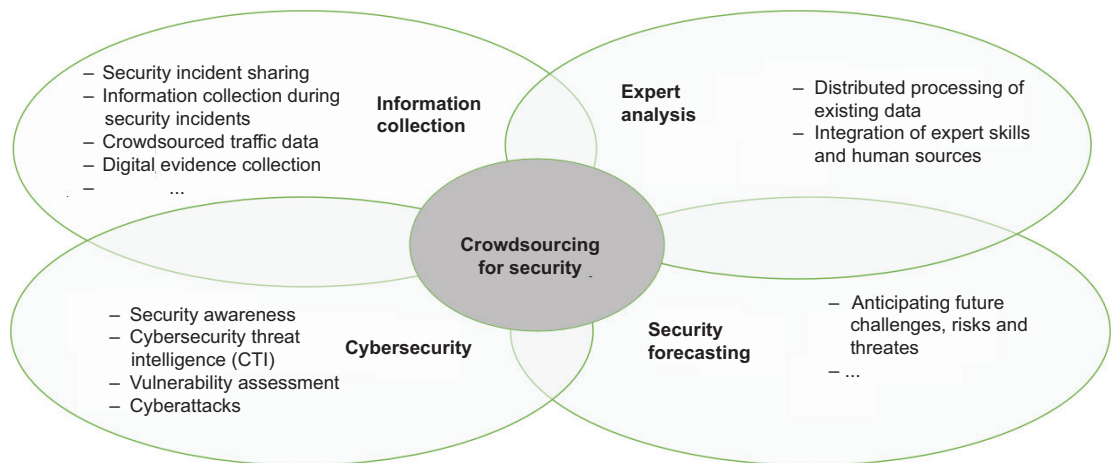 – Security incident sharing
– Information collection during
security incidents
– Crowdsourced traffic data
– Digital evidence collection
– ...
Information
collection
Expert
analysis
– Distributed processing of
existing data
– Integration of expert skills
and human sources
Crowdsourcing
for security
– Security awareness
– Cybersecurity threat
intelligence (CTI)
– Vulnerability assessment
– Cyberattacks
Cybersecurity
Security
forecasting
– Anticipating future
challenges, risks and
threates
– ...